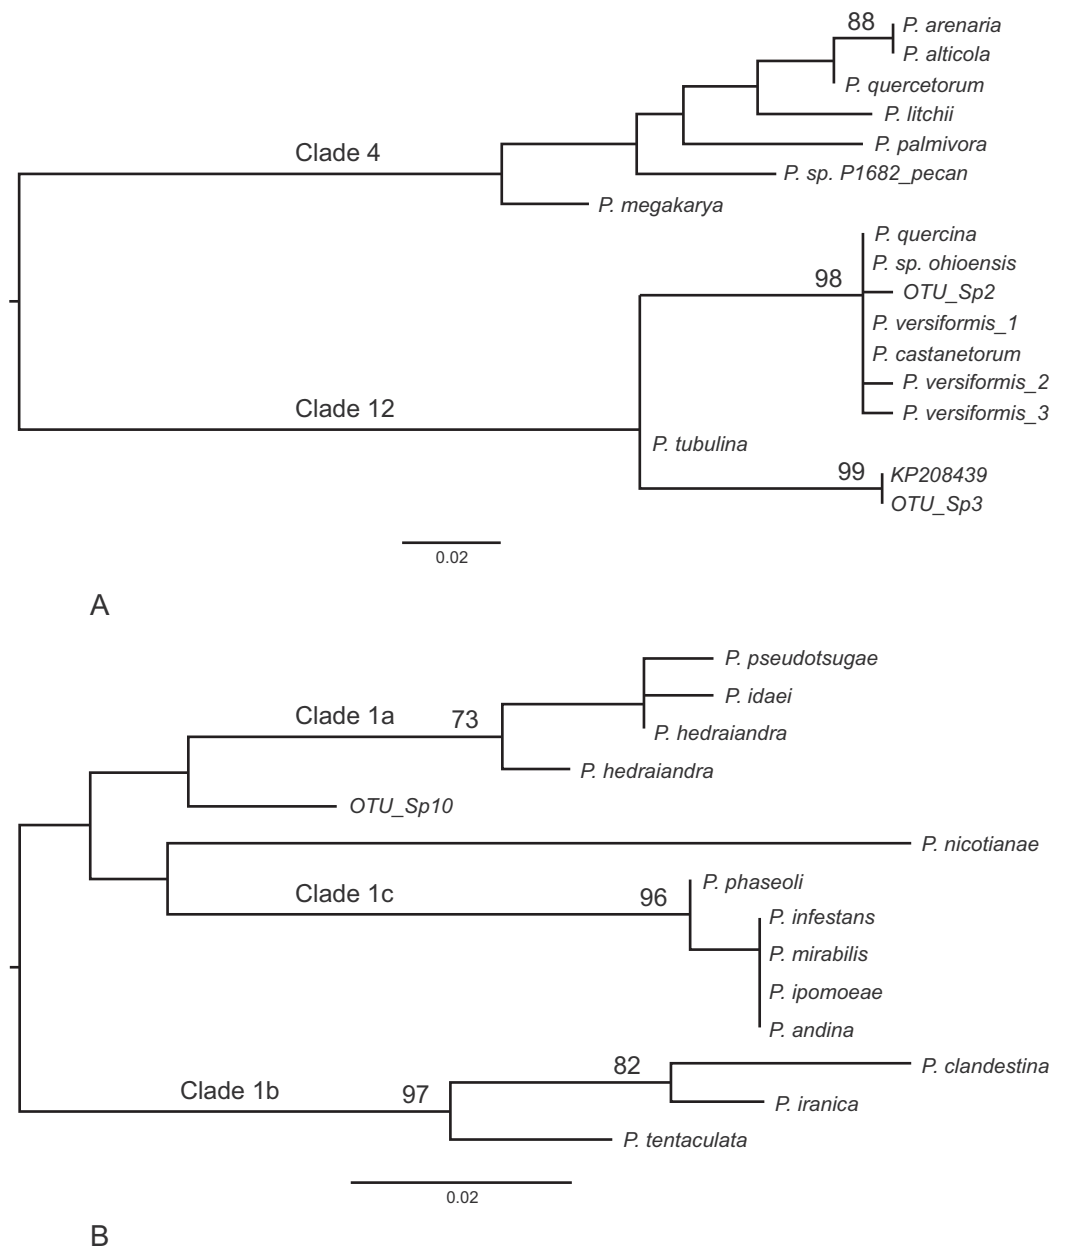 88
P. arenaria
P. alticola
P. quercetorum
P. litchii
Clade 4
P. palmivora
P. sp. P1682_pecan
P. megakarya
P. quercina
P. sp. ohioensis
98
OTU_Sp2
P. versiformis_1
P. castanetorum
P. versiformis_2
Clade 12
P. versiformis_3
P. tubulina
99
KP208439
OTU_Sp3
0.02
A
P. pseudotsugae
P. idaei
Clade 1a
73
P. hedraiandra
P. hedraiandra
OTU_Sp10
P. nicotianae
P. phaseoli
Clade 1c
96
P. infestans
P. mirabilis
P. ipomoeae
P. andina
82
P. clandestina
Clade 1b
97
P. iranica
P. tentaculata
0.02
B